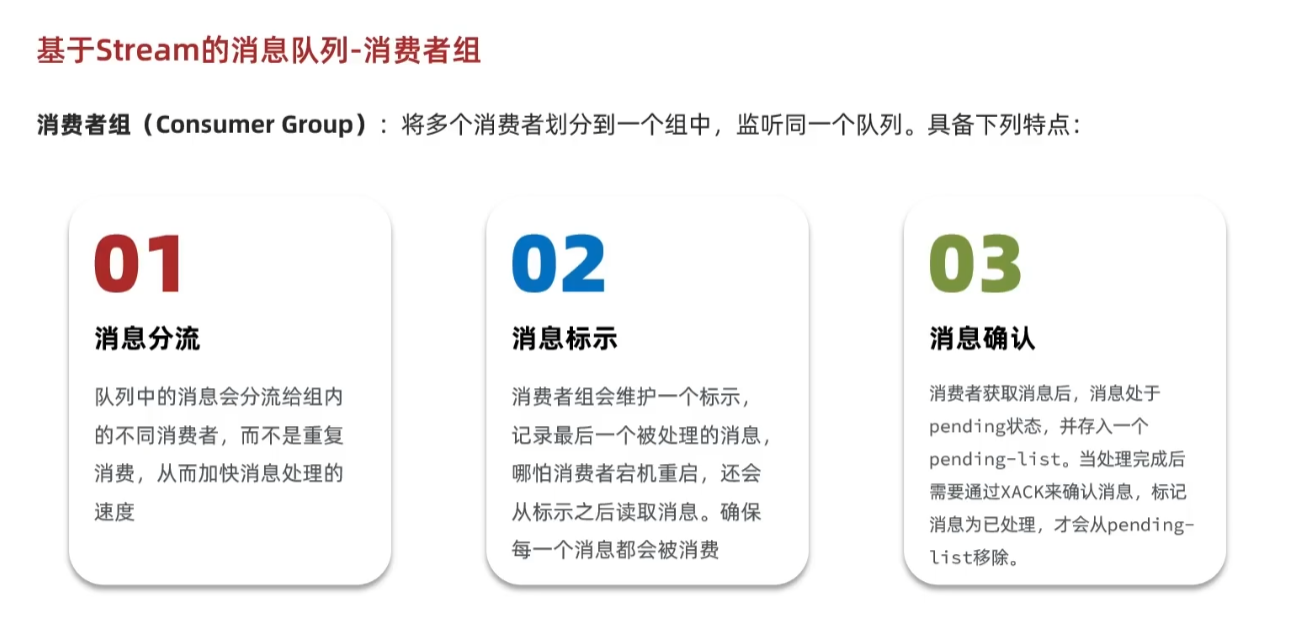 基于Stream的消息队列-消费者组
消费者组（Consumer Group）：将多个消费者划分到一个组中，监听同一个队列。具备下列特点：
01
消息分流
队列中的消息会分流给组内
的不同消费者，而不是重复
消费，从而加快消息处理的
速度
02
消息标示
消费者组会维护一个标示，
记录最后一个被处理的消息，
哪怕消费者宕机重启，还会
从标示之后读取消息。确保
每一个消息都会被消费
03
消息确认
消费者获取消息后，消息处于
pending状态，并存入一个
pending-list。当处理完成后
需要通过XACK来确认消息，标记
消息为已处理，才会从pending-
list移除。